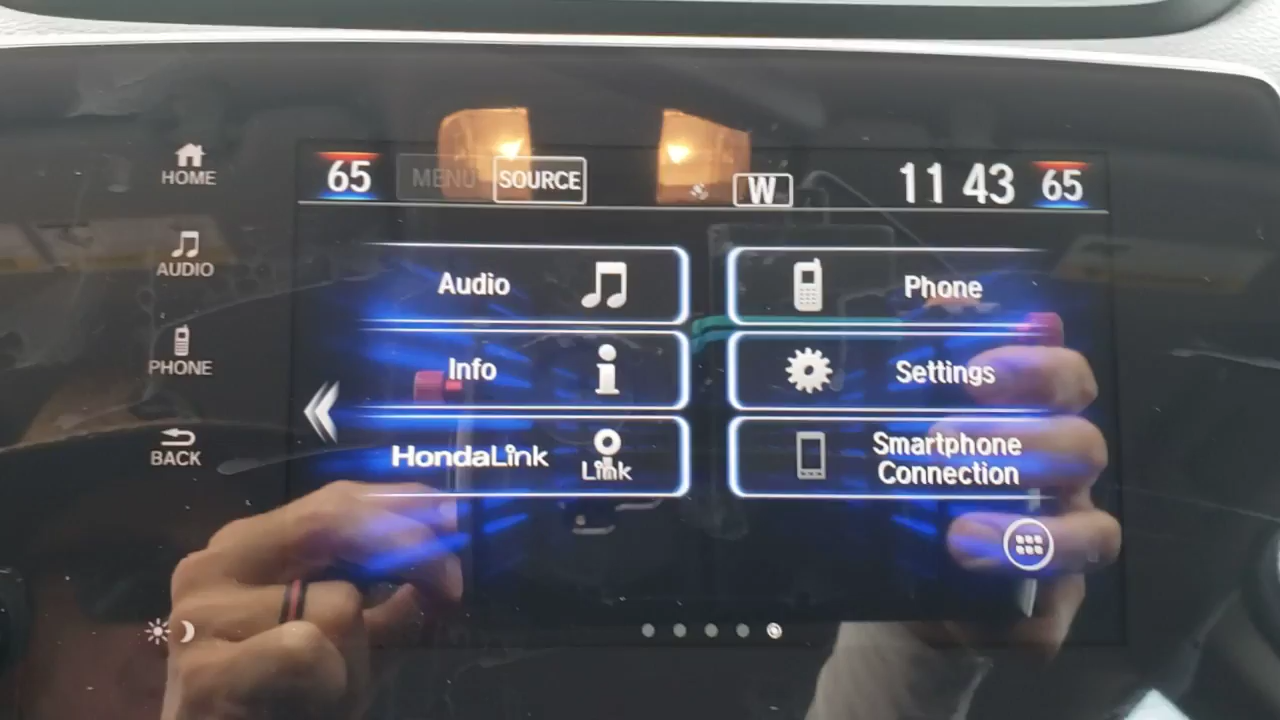 HOME
AUDIO
PHONE
BACK
65 MENU SOURCE W 11 43 65
Audio Phone
Info Settings
HondaLink Link Smartphone
Connection